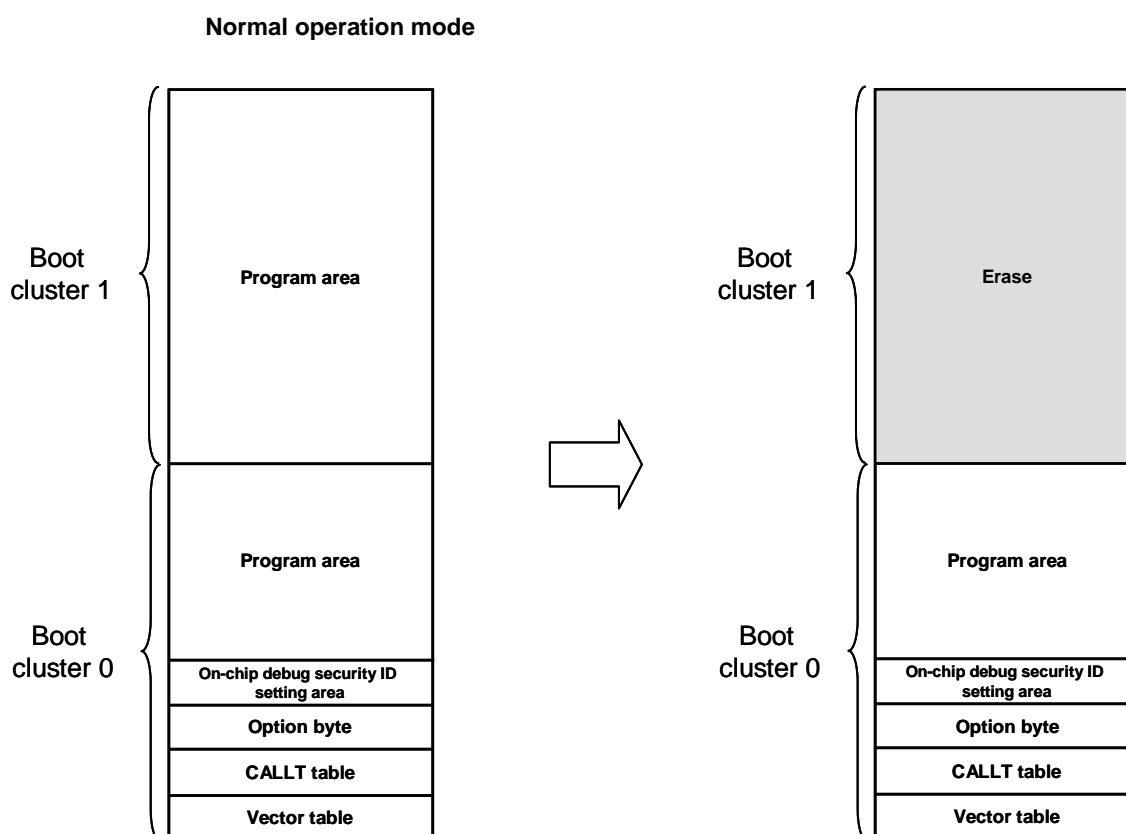 Normal operation mode
Boot
cluster 1
Program area
Boot
cluster 0
Program area
On-chip debug security ID
setting area
Option byte
CALLT table
Vector table
Boot
cluster 1
Erase
Boot
cluster 0
Program area
On-chip debug security ID
setting area
Option byte
CALLT table
Vector table